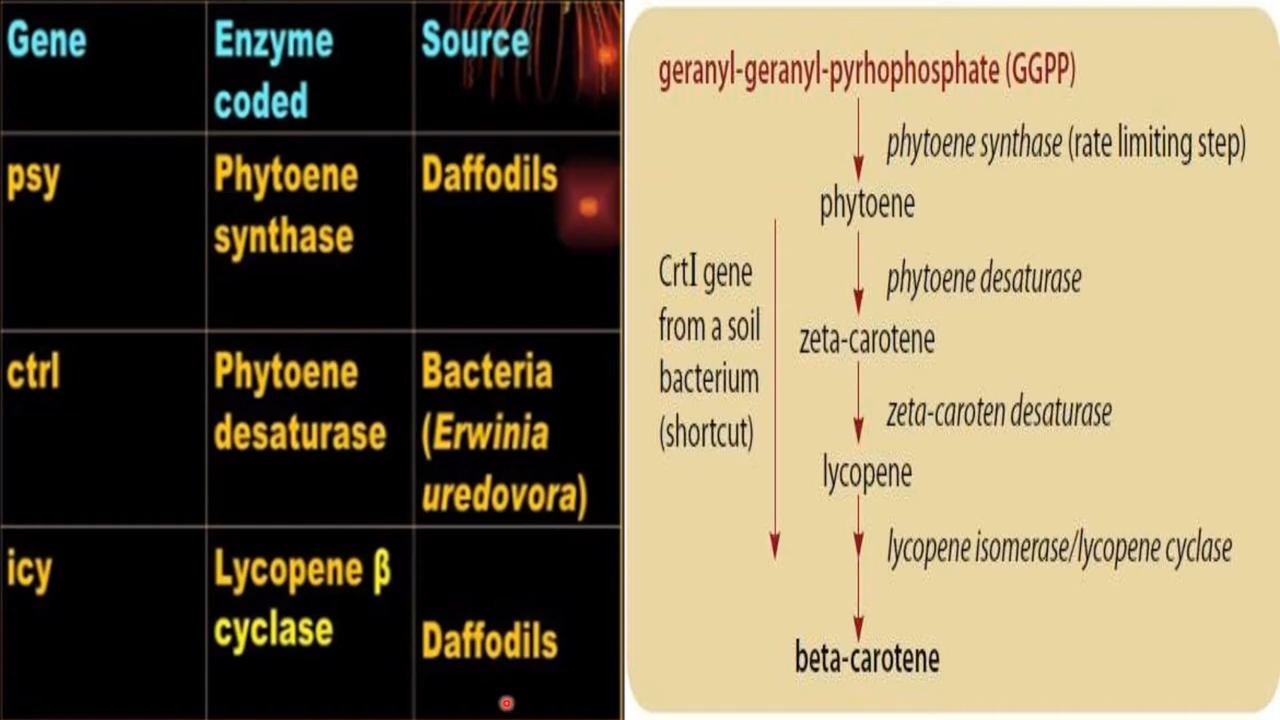 Gene
Enzyme
coded
Source
psy
Phytoene
synthase
Daffodils
ctrl
Phytoene
desaturase
Bacteria
(Erwinia
uredovora)
icy
Lycopene β
cyclase
Daffodils
geranyl-geranyl-pyrhophosphate (GGPP)
phytoene synthase (rate limiting step)
phytoene
CrtI gene
from a soil
bacterium
(shortcut)
phytoene desaturase
zeta-carotene
zeta-caroten desaturase
lycopene
lycopene isomerase/lycopene cyclase
beta-carotene